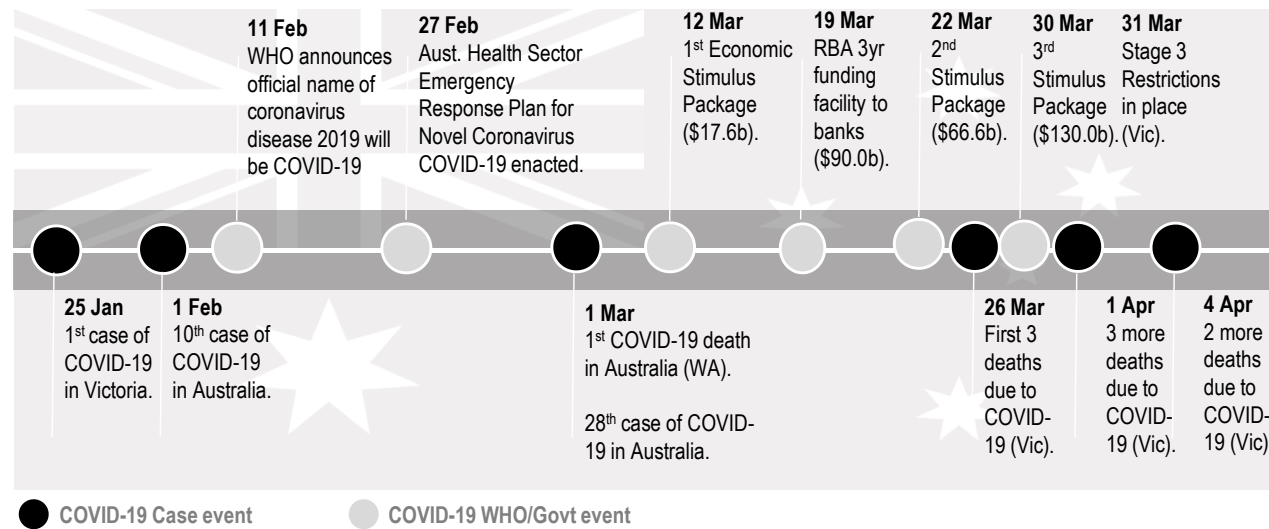 11 Feb
WHO announces
official name of
coronavirus
disease 2019 will
be COVID-19
27 Feb
Aust. Health Sector
Emergency
Response Plan for
Novel Coronavirus
COVID-19 enacted.
12 Mar
1st Economic
Stimulus
Package
($17.6b).
19 Mar
RBA 3yr
funding
facility to
banks
($90.0b).
22 Mar
2nd
Stimulus
Package
($66.6b).
30 Mar
3rd
Stimulus
Package
($130.0b).
31 Mar
Stage 3
Restrictions
in place
(Vic).
25 Jan
1st case of
COVID-19
in Victoria.
1 Feb
10th case of
COVID-19
in Australia.
1 Mar
1st COVID-19 death
in Australia (WA).
28th case of COVID-
19 in Australia.
26 Mar
First 3
deaths
due to
COVID-
19 (Vic).
1 Apr
3 more
deaths
due to
COVID-
19 (Vic).
4 Apr
2 more
deaths
due to
COVID-
19 (Vic)
COVID-19 Case event
COVID-19 WHO/Govt event